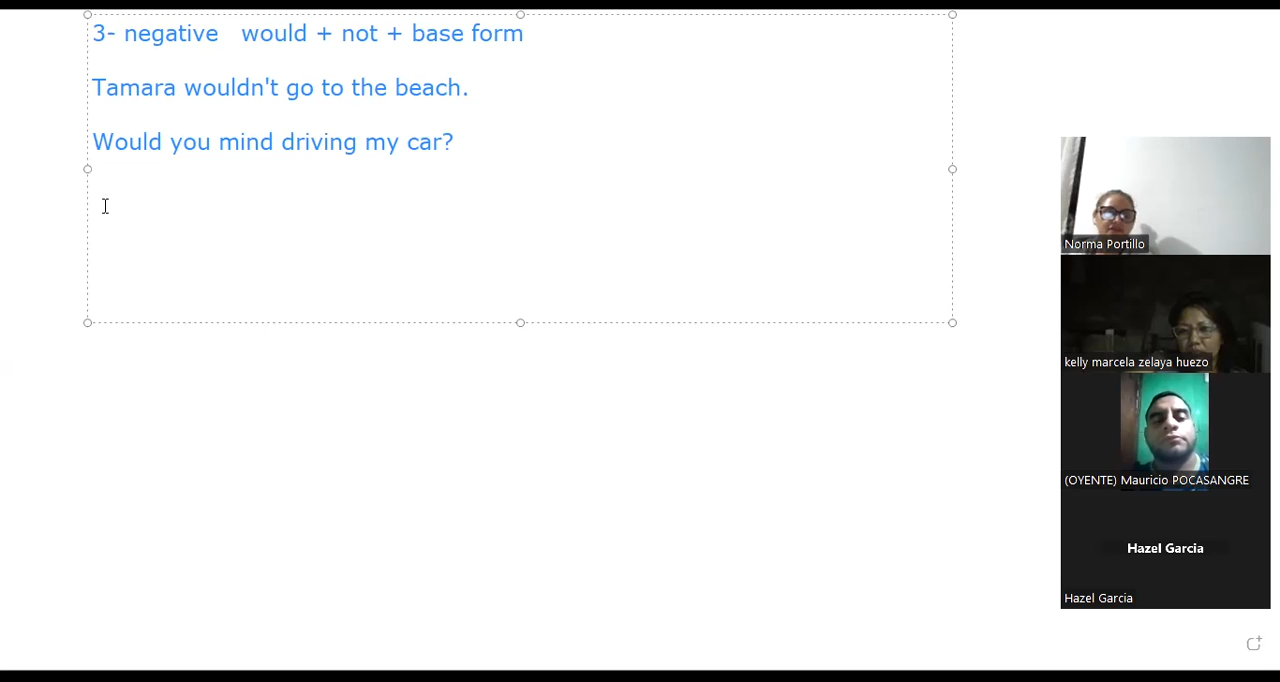 3- negative   would + not + base form
Tamara wouldn't go to the beach.
Would you mind driving my car?
Norma Portillo
kelly marcela zelaya huezo
(OYENTE) Mauricio POCASANGRE
Hazel Garcia
Hazel Garcia